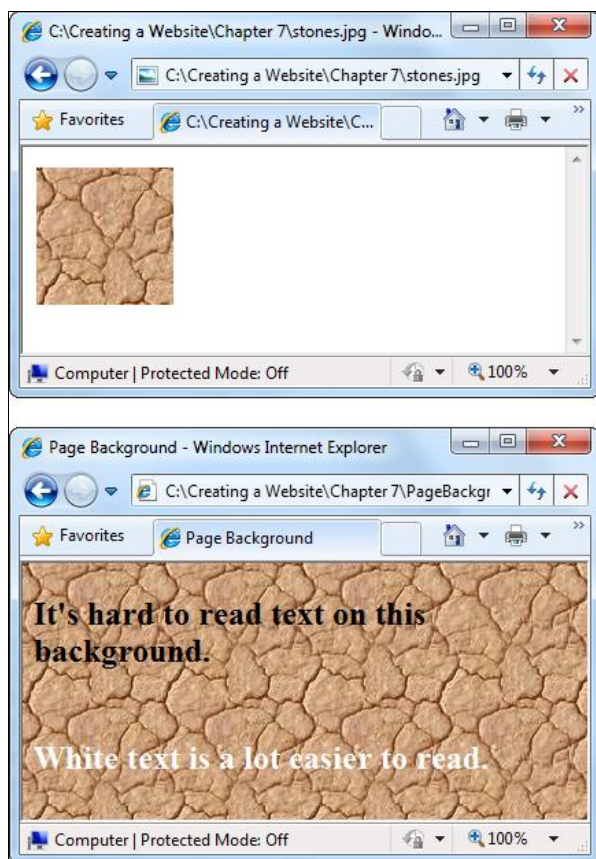 C:\Creating a Website\Chapter 7\stones.jpg - Windo...
C:\Creating a Website\Chapter 7\stones.jpg
Favorites
C:\Creating a Website\C...
Computer | Protected Mode: Off
100%
Page Background - Windows Internet Explorer
C:\Creating a Website\Chapter 7\PageBackgr
Favorites
Page Background
It's hard to read text on this
background.
White text is a lot easier to read.
Computer | Protected Mode: Off
100%